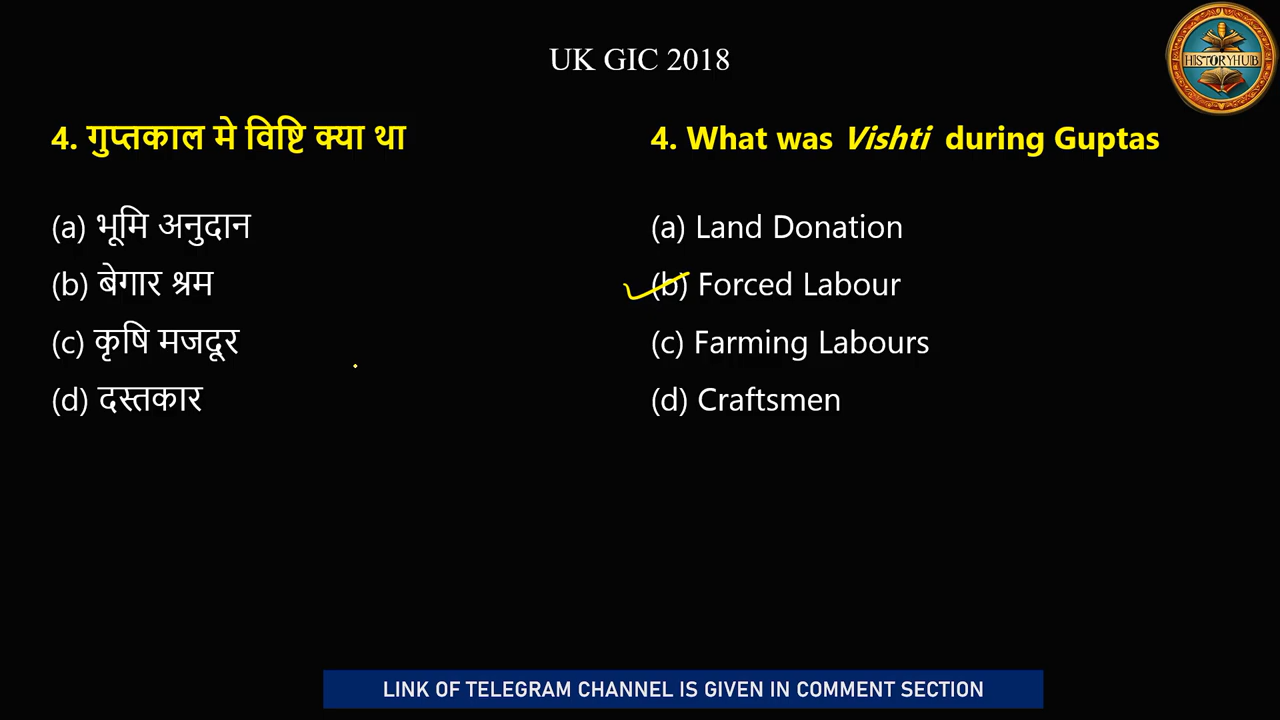 UK GIC 2018
HISTORYHUB
4. गुप्तकाल मे विष्टि क्या था
(a) भूमि अनुदान
(b) बेगार श्रम
(c) कृषि मजदूर
(d) दस्तकार
4. What was Vishti during Guptas
(a) Land Donation
(b) Forced Labour
(c) Farming Labours
(d) Craftsmen
LINK OF TELEGRAM CHANNEL IS GIVEN IN COMMENT SECTION